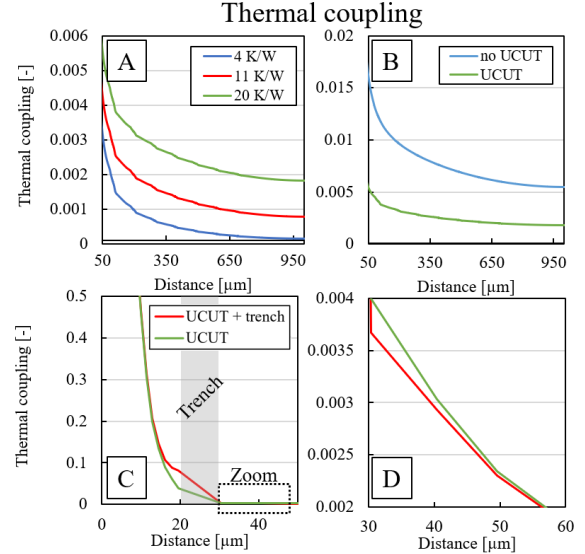 Thermal coupling
Thermal coupling [-]
0.006
0.005
0.004
0.003
0.002
0.001
0
A
4 K/W
11 K/W
20 K/W
50
350
650
950
Distance [µm]
0.02
0.015
0.01
0.005
0
B
no UCUT
UCUT
50
350
650
950
Distance [µm]
Thermal coupling [-]
0.5
0.4
0.3
0.2
0.1
0
UCUT + trench
UCUT
Trench
Zoom
C
0
20
40
Distance [µm]
0.004
0.0035
0.003
0.0025
0.002
D
30
40
50
60
Distance [µm]